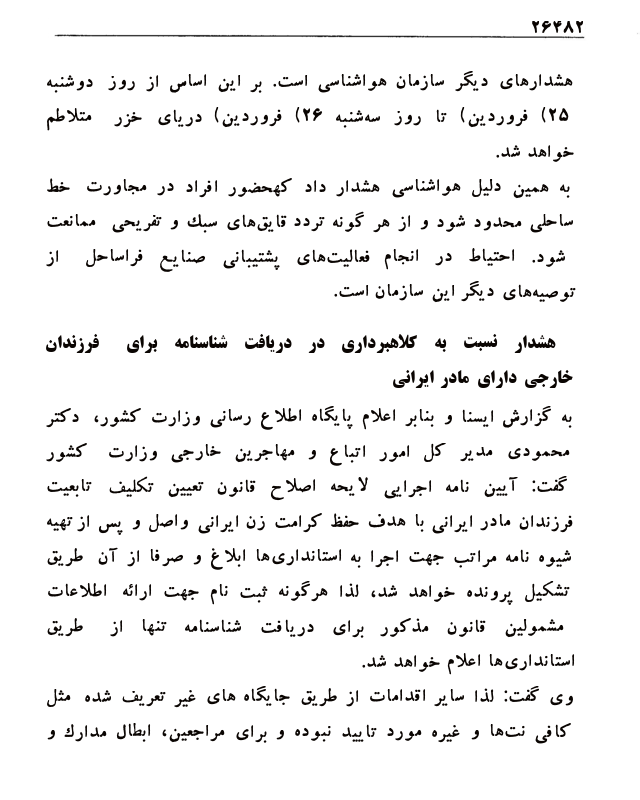 ۲۶۴۸۲
هشدارهای دیگر سازمان هواشناسی است. بر این اساس از روز دوشنبه
۲۵) فروردین) تا روز سه‌شنبه ۲۶) فروردین) دریای خزر متلاطم
خواهد شد.
به همین دلیل هواشناسی هشدار داد کهحضور افراد در مجاورت خط
ساحلی محدود شود و از هر گونه تردد قایق‌های سبك و تفریحی ممانعت
شود. احتیاط در انجام فعالیت‌های پشتیبانی صنایع فراساحل از
توصیه‌های دیگر این سازمان است.
هشدار نسبت به کلاهبرداری در دریافت شناسنامه برای فرزندان
خارجی دارای مادر ایرانی
به گزارش ایسنا و بنابر اعلام پایگاه اطلاع رسانی وزارت کشور، دکتر
محمودی مدیر کل امور اتباع و مهاجرین خارجی وزارت کشور
گفت: آیین نامه اجرایی لایحه اصلاح قانون تعیین تکلیف تابعیت
فرزندان مادر ایرانی با هدف حفظ کرامت زن ایرانی واصل و پس از تهیه
شیوه نامه مراتب جهت اجرا به استانداری‌ها ابلاغ و صرفا از آن طریق
تشکیل پرونده خواهد شد، لذا هرگونه ثبت نام جهت ارائه اطلاعات
مشمولین قانون مذکور برای دریافت شناسنامه تنها از طریق
استانداری‌ها اعلام خواهد شد.
وی گفت: لذا سایر اقدامات از طریق جایگاه های غیر تعریف شده مثل
کافی نت‌ها و غیره مورد تایید نبوده و برای مراجعین، ابطال مدارك و